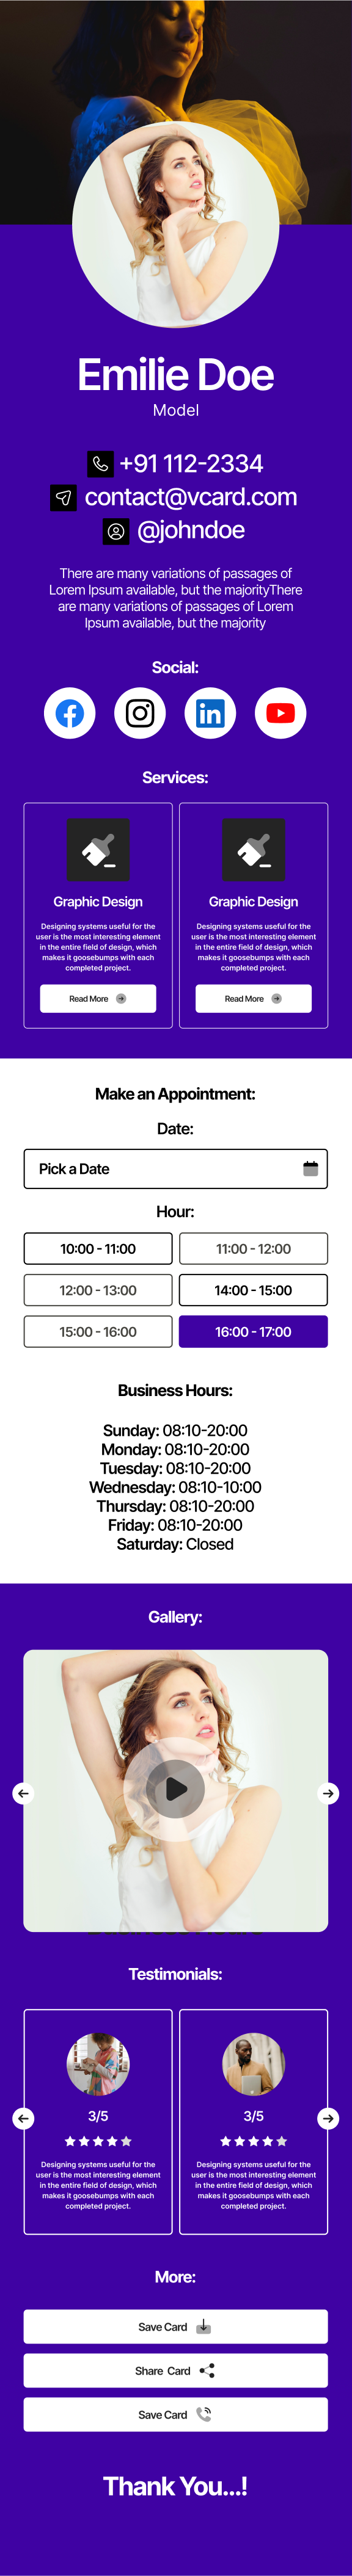 Emilie Doe
Model
+91 112-2334
contact@vcard.com
@johndoe
There are many variations of passages of
Lorem Ipsum available, but the majorityThere
are many variations of passages of Lorem
Ipsum available, but the majority
Social:
in
Services:
Graphic Design
Designing systems useful for the
user is the most interesting element
in the entire field of design, which
makes it goosebumps with each
completed project.
Read More
Graphic Design
Designing systems useful for the
user is the most interesting element
in the entire field of design, which
makes it goosebumps with each
completed project.
Read More
Make an Appointment:
Date:
Pick a Date
Hour:
10:00 - 11:00
11:00 - 12:00
12:00 - 13:00
14:00 - 15:00
15:00 - 16:00
16:00 - 17:00
Business Hours:
Sunday: 08:10-20:00
Monday: 08:10-20:00
Tuesday: 08:10-20:00
Wednesday: 08:10-10:00
Thursday: 08:10-20:00
Friday: 08:10-20:00
Saturday: Closed
Gallery:
Testimonials:
3/5
Designing systems useful for the
user is the most interesting element
in the entire field of design, which
makes it goosebumps with each
completed project.
3/5
Designing systems useful for the
user is the most interesting element
in the entire field of design, which
makes it goosebumps with each
completed project.
More:
Save Card
Share Card
Save Card
Thank You...!